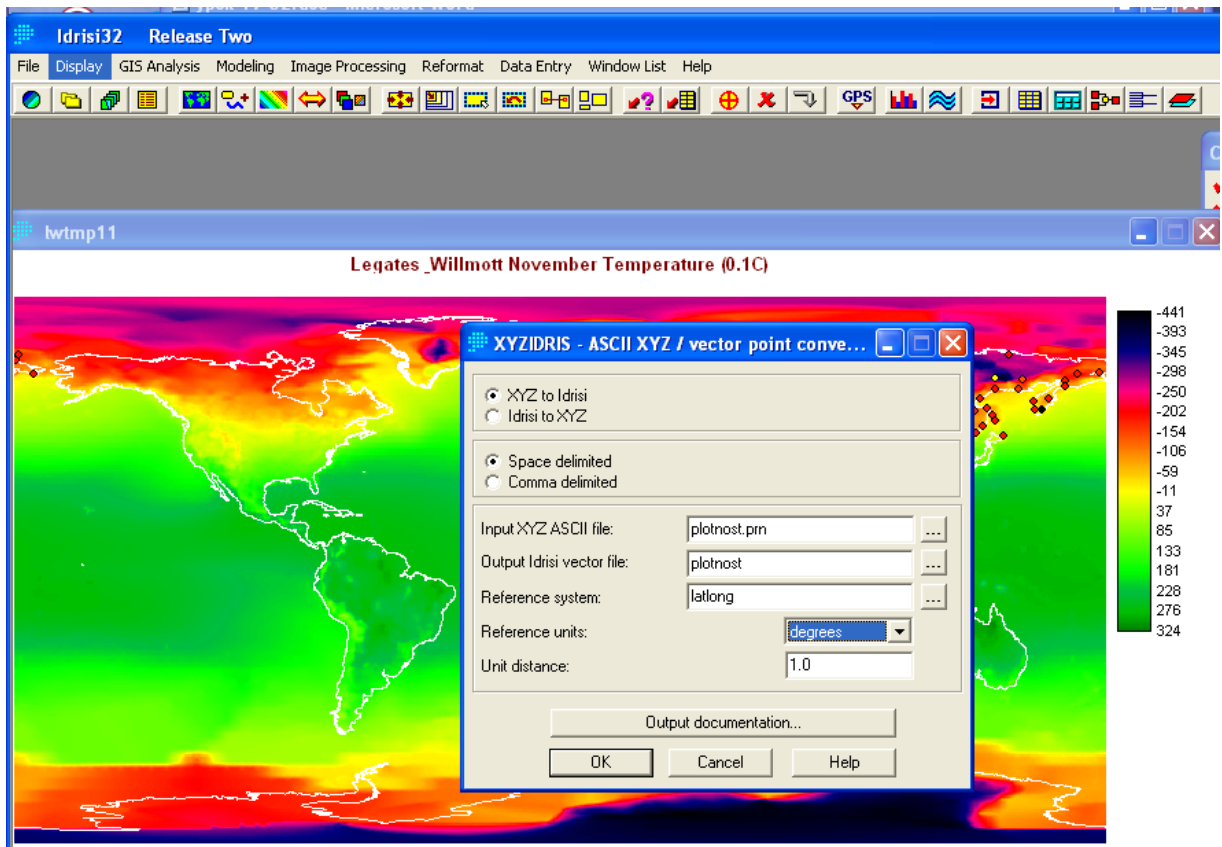 Idrisi32 Release Two
File Display GIS Analysis Modeling Image Processing Reformat Data Entry Window List Help
GPS
lwtmp11
Legates _Willmott November Temperature (0.1C)
-441
-393
-345
-298
-250
-202
-154
-106
-59
-11
37
85
133
181
228
276
324
XYZIDRIS - ASCII XYZ / vector point conve...
XYZ to Idrisi
Idrisi to XYZ
Space delimited
Comma delimited
Input XYZ ASCII file: plotnost.prn ...
Output Idrisi vector file: plotnost ...
Reference system: latlong ...
Reference units: degrees
Unit distance: 1.0
Output documentation...
OK Cancel Help